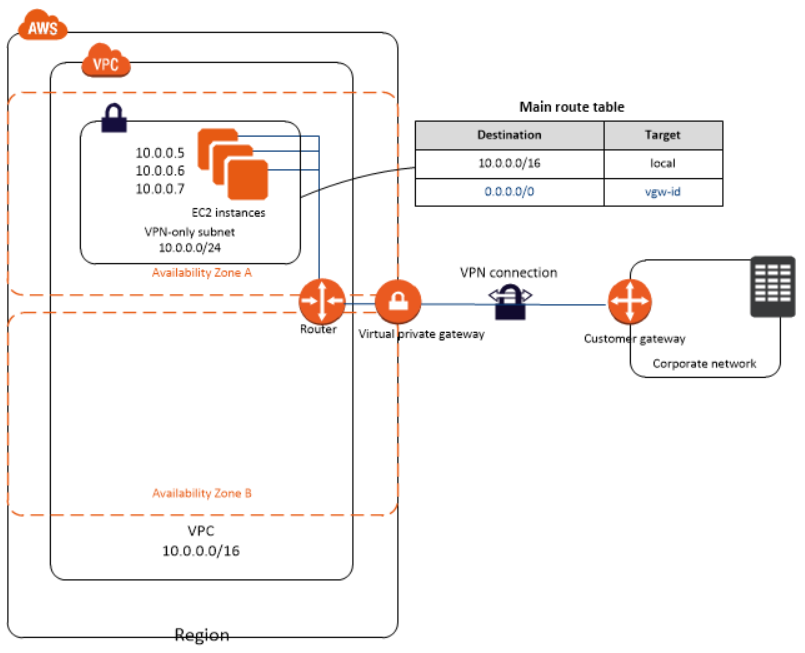 AWS
VPC
10.0.0.5
10.0.0.6
10.0.0.7
EC2 instances
VPN-only subnet
10.0.0.0/24
Availability Zone A
Main route table
Destination Target
10.0.0.0/16 local
0.0.0.0/0 vgw-id
Router
Virtual private gateway
VPN connection
Customer gateway
Corporate network
Availability Zone B
VPC
10.0.0.0/16
Region